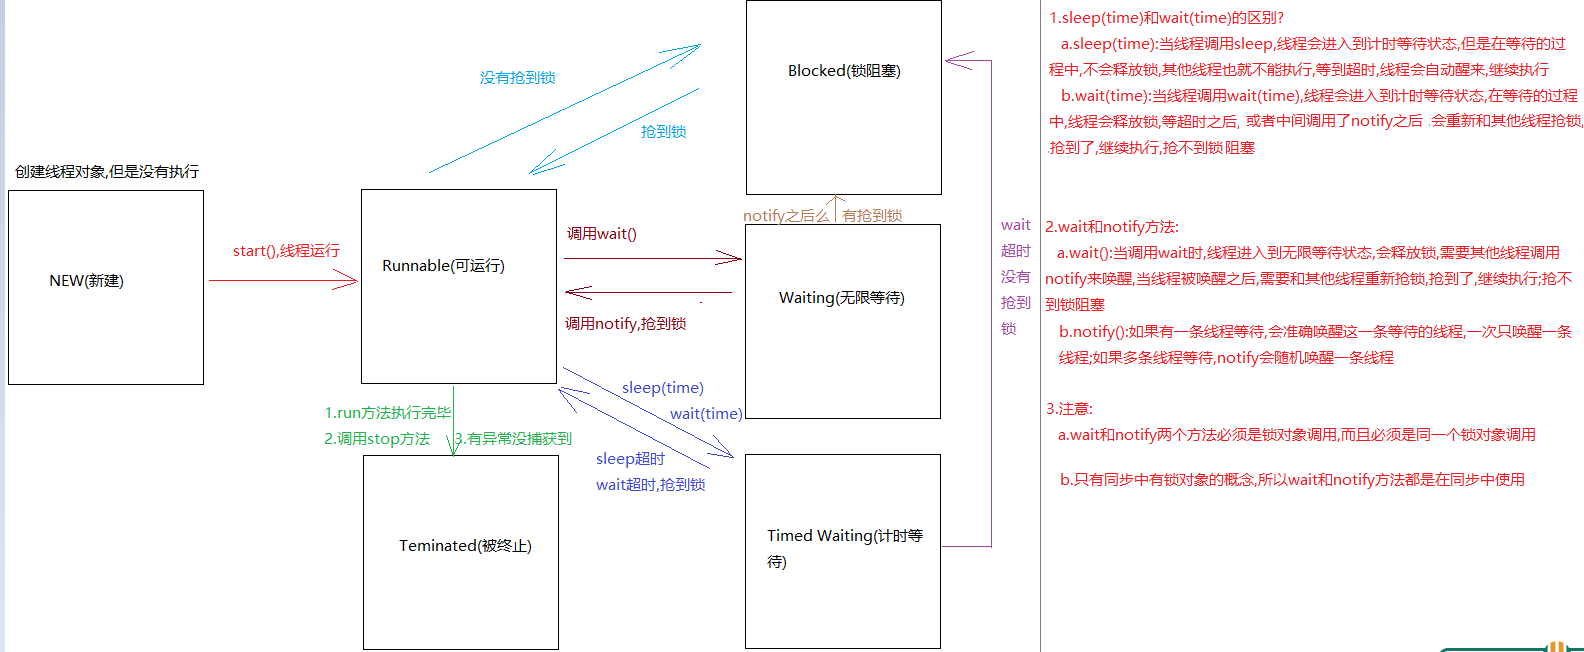 没有抢到锁
抢到锁
Blocked(锁阻塞)
创建线程对象,但是没有执行
NEW(新建)
start(),线程运行
Runnable(可运行)
调用wait()
调用notify,抢到锁
notify之后么 有抢到锁
Waiting(无限等待)
wait
超时
没有
抢到
锁
1.run方法执行完毕
2.调用stop方法
3.有异常没捕获到
sleep(time)
wait(time)
sleep超时
wait超时,抢到锁
Teminated(被终止)
Timed Waiting(计时等
待)
1.sleep(time)和wait(time)的区别?
a.sleep(time):当线程调用sleep,线程会进入到计时等待状态,但是在等待的过
程中,不会释放锁,其他线程也就不能执行,等到超时,线程会自动醒来,继续执行
b.wait(time):当线程调用wait(time),线程会进入到计时等待状态,在等待的过程
中,线程会释放锁,等超时之后, 或者中间调用了notify之后 .会重新和其他线程抢锁,
抢到了,继续执行,抢不到锁阻塞
2.wait和notify方法:
a.wait():当调用wait时,线程进入到无限等待状态,会释放锁,需要其他线程调用
notify来唤醒,当线程被唤醒之后,需要和其他线程重新抢锁,抢到了,继续执行;抢不
到锁阻塞
b.notify():如果有一条线程等待,会准确唤醒这一条等待的线程,一次只唤醒一条
线程;如果多条线程等待,notify会随机唤醒一条线程
3.注意:
a.wait和notify两个方法必须是锁对象调用,而且必须是同一个锁对象调用
b.只有同步中有锁对象的概念,所以wait和notify方法都是在同步中使用